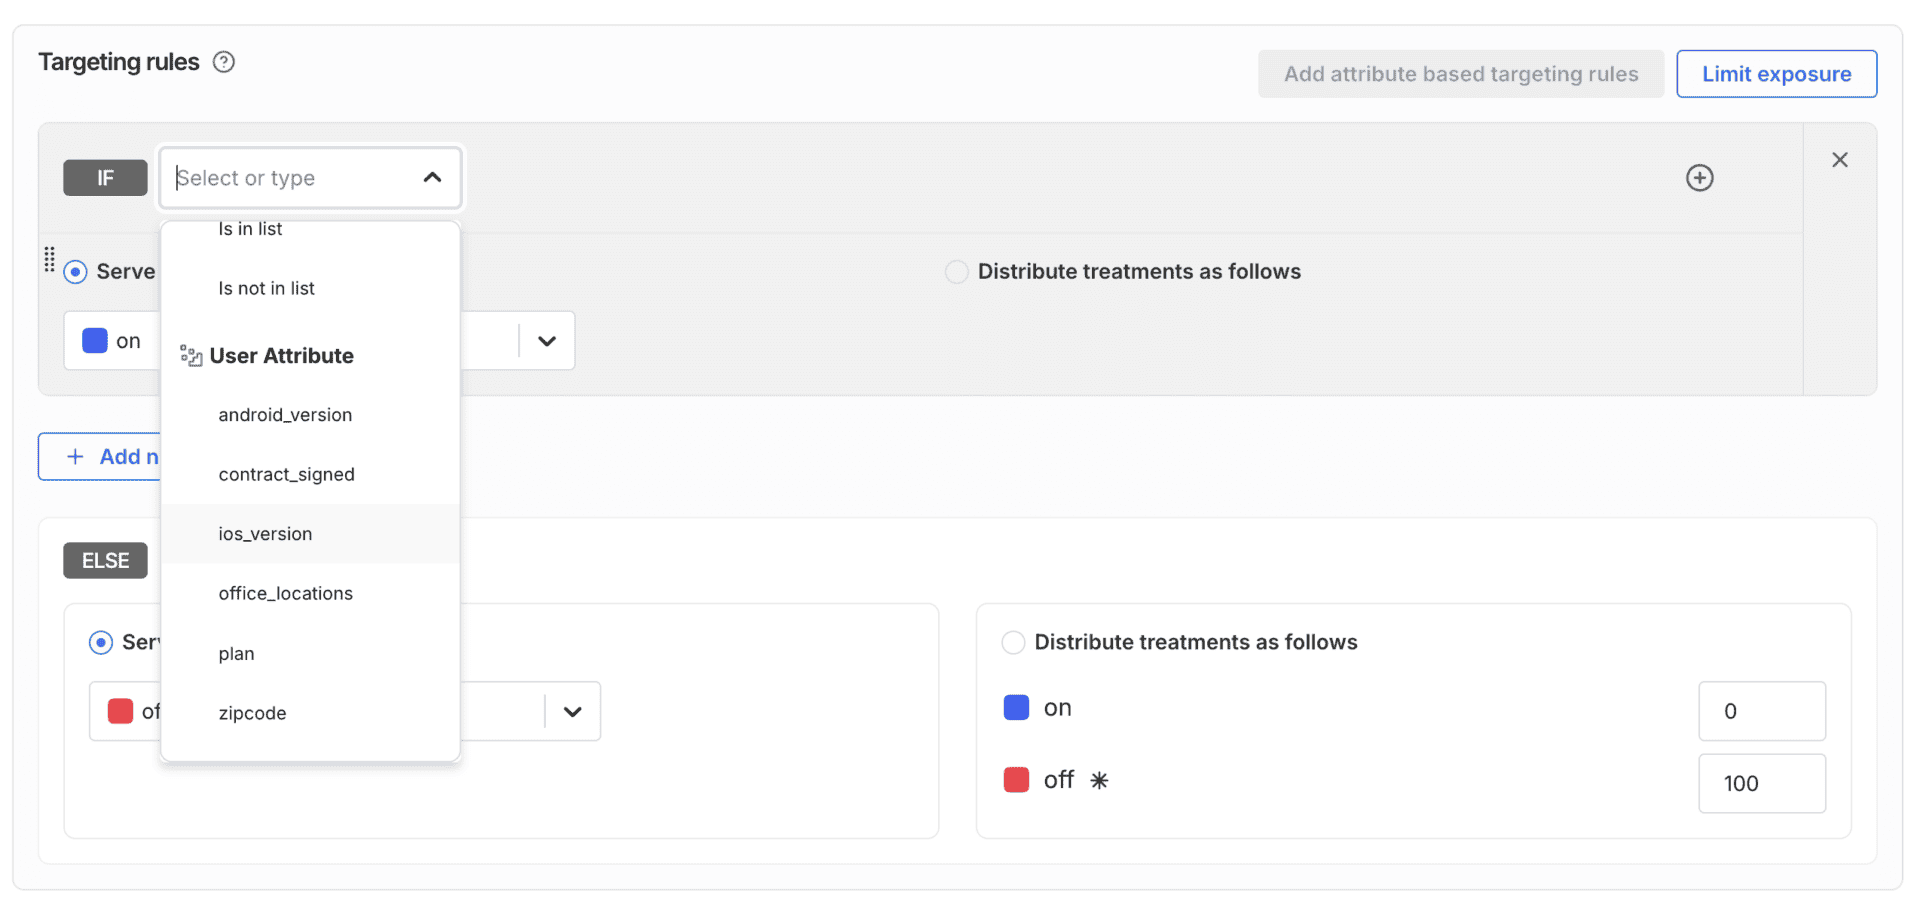 Targeting rules ?
Add attribute based targeting rules
Limit exposure
IF
Select or type
Is in list
Is not in list
User Attribute
android_version
contract_signed
ios_version
office_locations
plan
zipcode
Serve
on
Distribute treatments as follows
+ Add n
ELSE
Ser
of
Distribute treatments as follows
on
0
off *
100